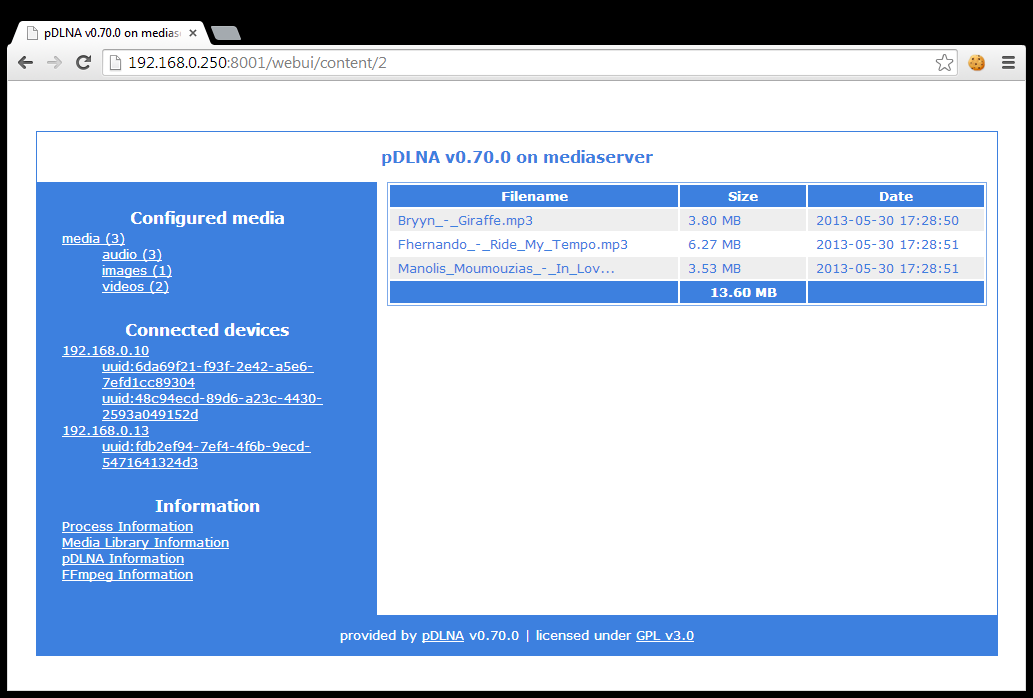 pDLNA v0.70.0 on medias
192.168.0.250:8001/webui/content/2
pDLNA v0.70.0 on mediaserver
Configured media
media (3)
audio (3)
images (1)
videos (2)
Connected devices
192.168.0.10
uuid:6da69f21-f93f-2e42-a5e6-
7efd1cc89304
uuid:48c94ecd-89d6-a23c-4430-
2593a049152d
192.168.0.13
uuid:fdb2ef94-7ef4-4f6b-9ecd-
5471641324d3
Information
Process Information
Media Library Information
pDLNA Information
FFmpeg Information
Filename Size Date
Bryyn_-_Giraffe.mp3 3.80 MB 2013-05-30 17:28:50
Fhernando_-_Ride_My_Tempo.mp3 6.27 MB 2013-05-30 17:28:51
Manolis_Moumouzias_-_In_Lov... 3.53 MB 2013-05-30 17:28:51
13.60 MB
provided by pDLNA v0.70.0 | licensed under GPL v3.0